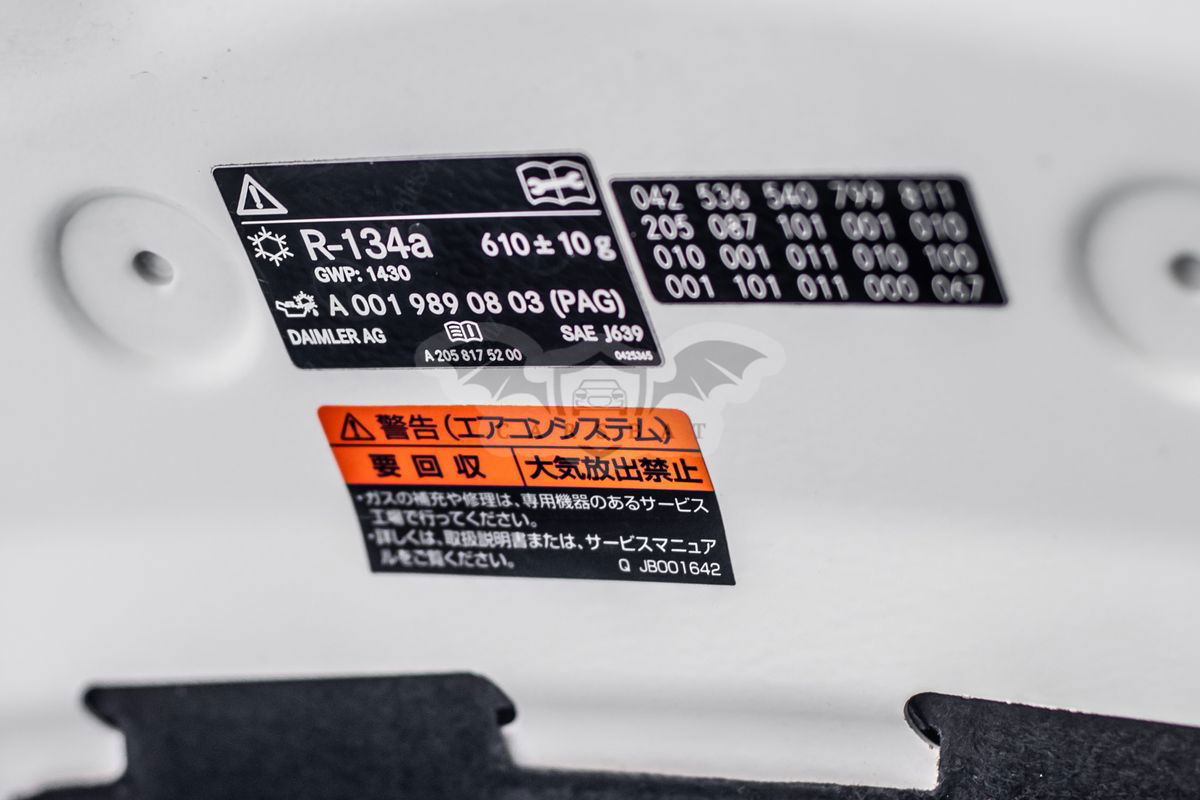 R-134a 610 ± 10 g
GWP: 1430
A 001 989 08 03 (PAG)
DAIMLER AG SAE J639
A 205 817 52 00 0425365
042 536 540 799 811
205 087 101 001 010
010 001 011 010 100
001 101 011 000 067
CARBEAT
警告(エアコンシステム)
要回収 大気放出禁止
・ガスの補充や修理は、専用機器のあるサービス
工場で行ってください。
・詳しくは、取扱説明書または、サービスマニュア
ルをご覧ください。
Q JB001642